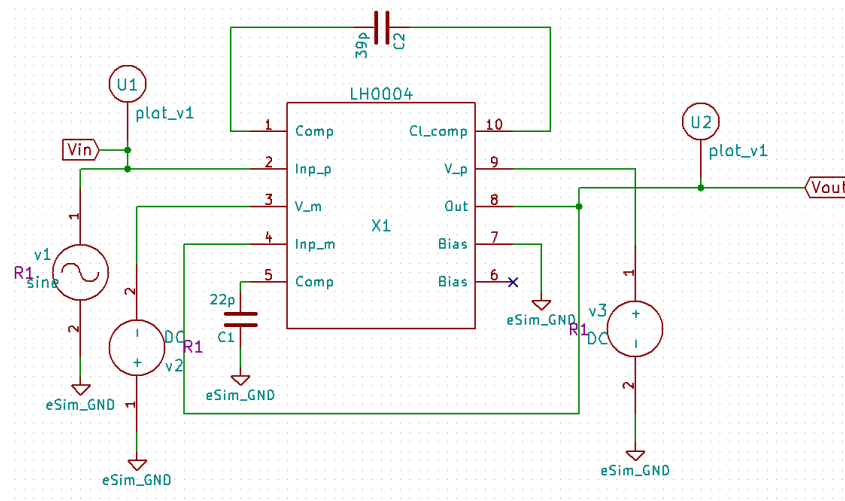 39p
C2
LH0004
U1
plot_v1
U2
plot_v1
Vin
Vout
1
Comp
Cl_comp
10
2
Inp_p
V_p
9
3
V_m
Out
8
X1
4
Inp_m
Bias
7
5
Comp
Bias
6
1
v1
R1
sine
2
eSim_GND
2
DC
R1
v2
1
eSim_GND
22p
C1
eSim_GND
eSim_GND
1
v3
R1
DC
2
eSim_GND